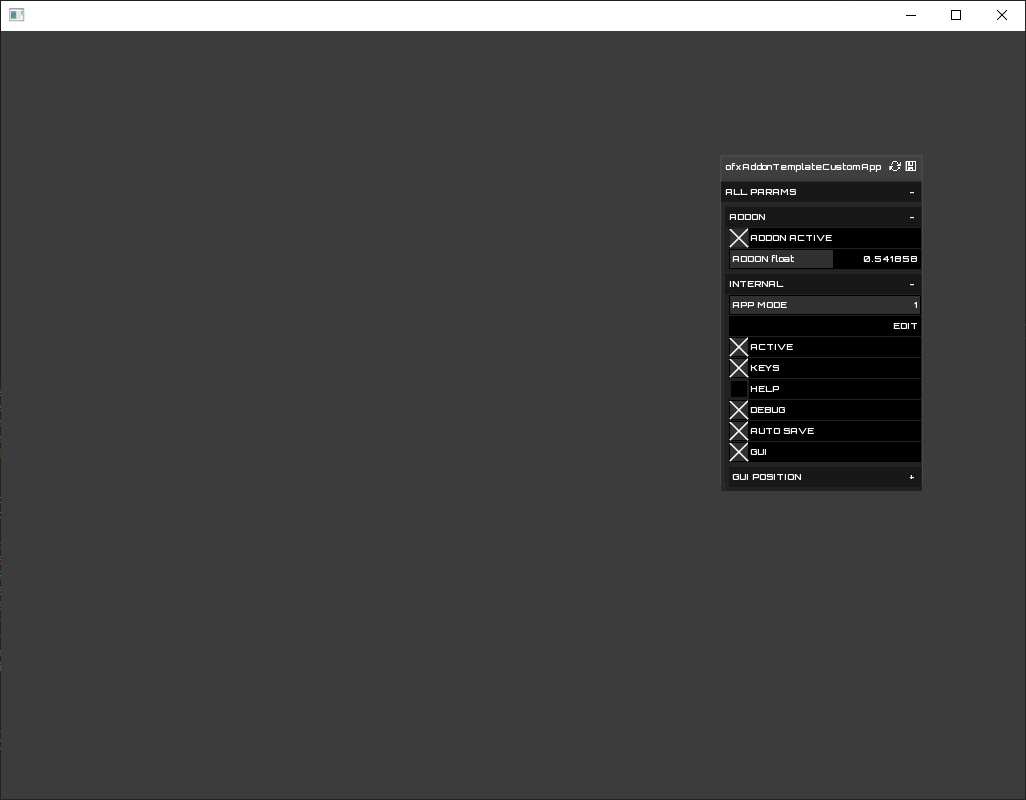 ofxAddonTemplateCustomApp
ALL PARAMS -
ADDON -
ADDON ACTIVE
ADDON float 0.541858
INTERNAL -
APP MODE 1
EDIT
ACTIVE
KEYS
HELP
DEBUG
AUTO SAVE
GUI
GUI POSITION +